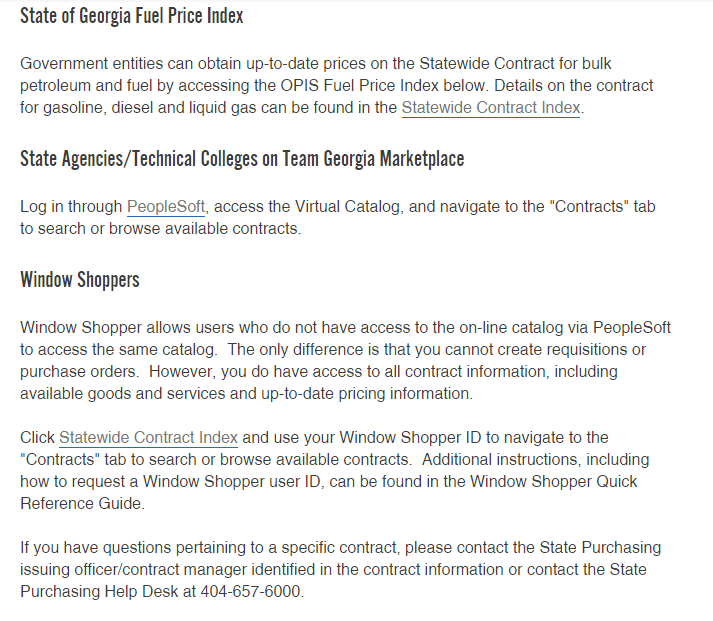 State of Georgia Fuel Price Index
Government entities can obtain up-to-date prices on the Statewide Contract for bulk
petroleum and fuel by accessing the OPIS Fuel Price Index below. Details on the contract
for gasoline, diesel and liquid gas can be found in the Statewide Contract Index.
State Agencies/Technical Colleges on Team Georgia Marketplace
Log in through PeopleSoft, access the Virtual Catalog, and navigate to the "Contracts" tab
to search or browse available contracts.
Window Shoppers
Window Shopper allows users who do not have access to the on-line catalog via PeopleSoft
to access the same catalog.  The only difference is that you cannot create requisitions or
purchase orders.  However, you do have access to all contract information, including
available goods and services and up-to-date pricing information.
Click Statewide Contract Index and use your Window Shopper ID to navigate to the
"Contracts" tab to search or browse available contracts.  Additional instructions, including
how to request a Window Shopper user ID, can be found in the Window Shopper Quick
Reference Guide.
If you have questions pertaining to a specific contract, please contact the State Purchasing
issuing officer/contract manager identified in the contract information or contact the State
Purchasing Help Desk at 404-657-6000.